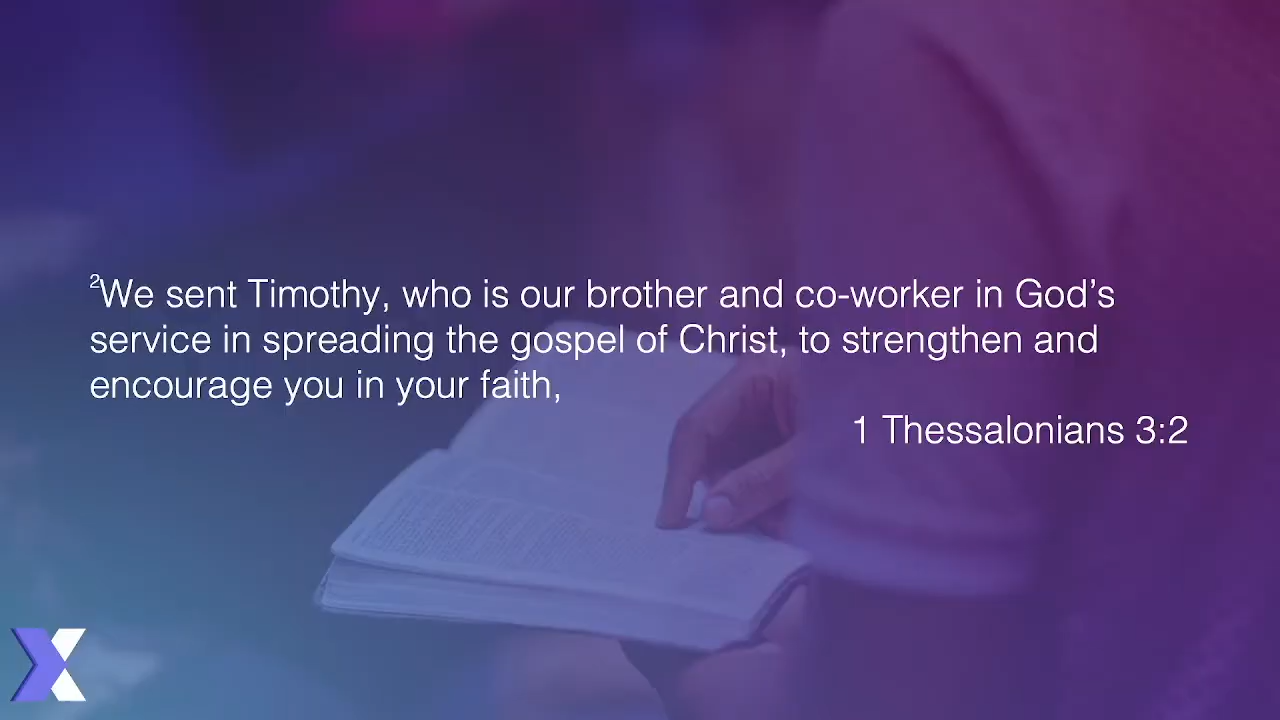 ²We sent Timothy, who is our brother and co-worker in God’s
service in spreading the gospel of Christ, to strengthen and
encourage you in your faith,
1 Thessalonians 3:2
X